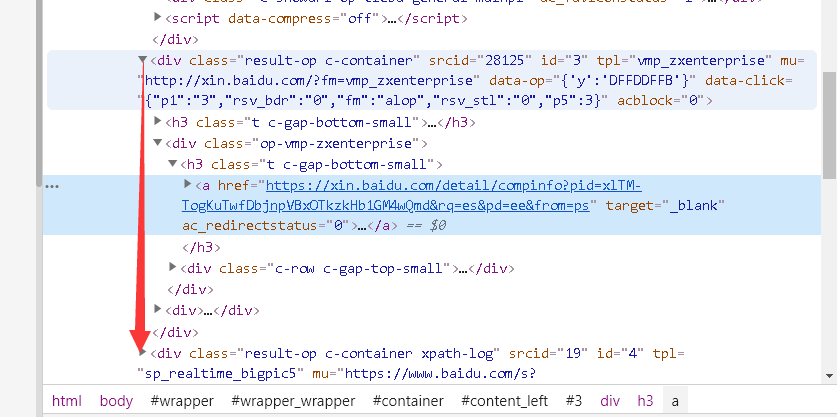 <script data-compress="off">…</script>
</div>
<div class="result-op c-container" srcid="28125" id="3" tpl="vmp_zxenterprise" mu=
"http://xin.baidu.com/?fm=vmp_zxenterprise" data-op="{'y':'DFFDDFFB'}" data-click=
"{"p1":"3","rsv_bdr":"0","fm":"alop","rsv_stl":"0","p5":3}" acblock="0">
<h3 class="t c-gap-bottom-small">…</h3>
<div class="op-vmp-zxenterprise">
<h3 class="t c-gap-bottom-small">
<a href="https://xin.baidu.com/detail/compinfo?pid=xlTM-
TogKuTwfDbjnpVBxOTkzkHb1GM4wQmd&rq=es&pd=ee&from=ps" target="_blank"
ac_redirectstatus="0">…</a> == $0
</h3>
<div class="c-row c-gap-top-small">…</div>
</div>
<div>…</div>
</div>
<div class="result-op c-container xpath-log" srcid="19" id="4" tpl=
"sp_realtime_bigpic5" mu="https://www.baidu.com/s?
html body #wrapper #wrapper_wrapper #container #content_left #3 div h3 a